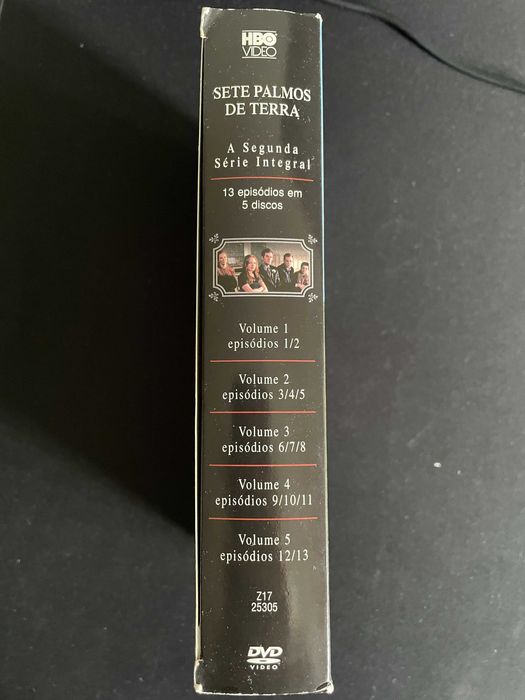 HBO
VIDEO
SETE PALMOS
DE TERRA
A Segunda
Série Integral
13 episódios em
5 discos
Volume 1
episódios 1/2
Volume 2
episódios 3/4/5
Volume 3
episódios 6/7/8
Volume 4
episódios 9/10/11
Volume 5
episódios 12/13
Z17
25305
DVD
VIDEO